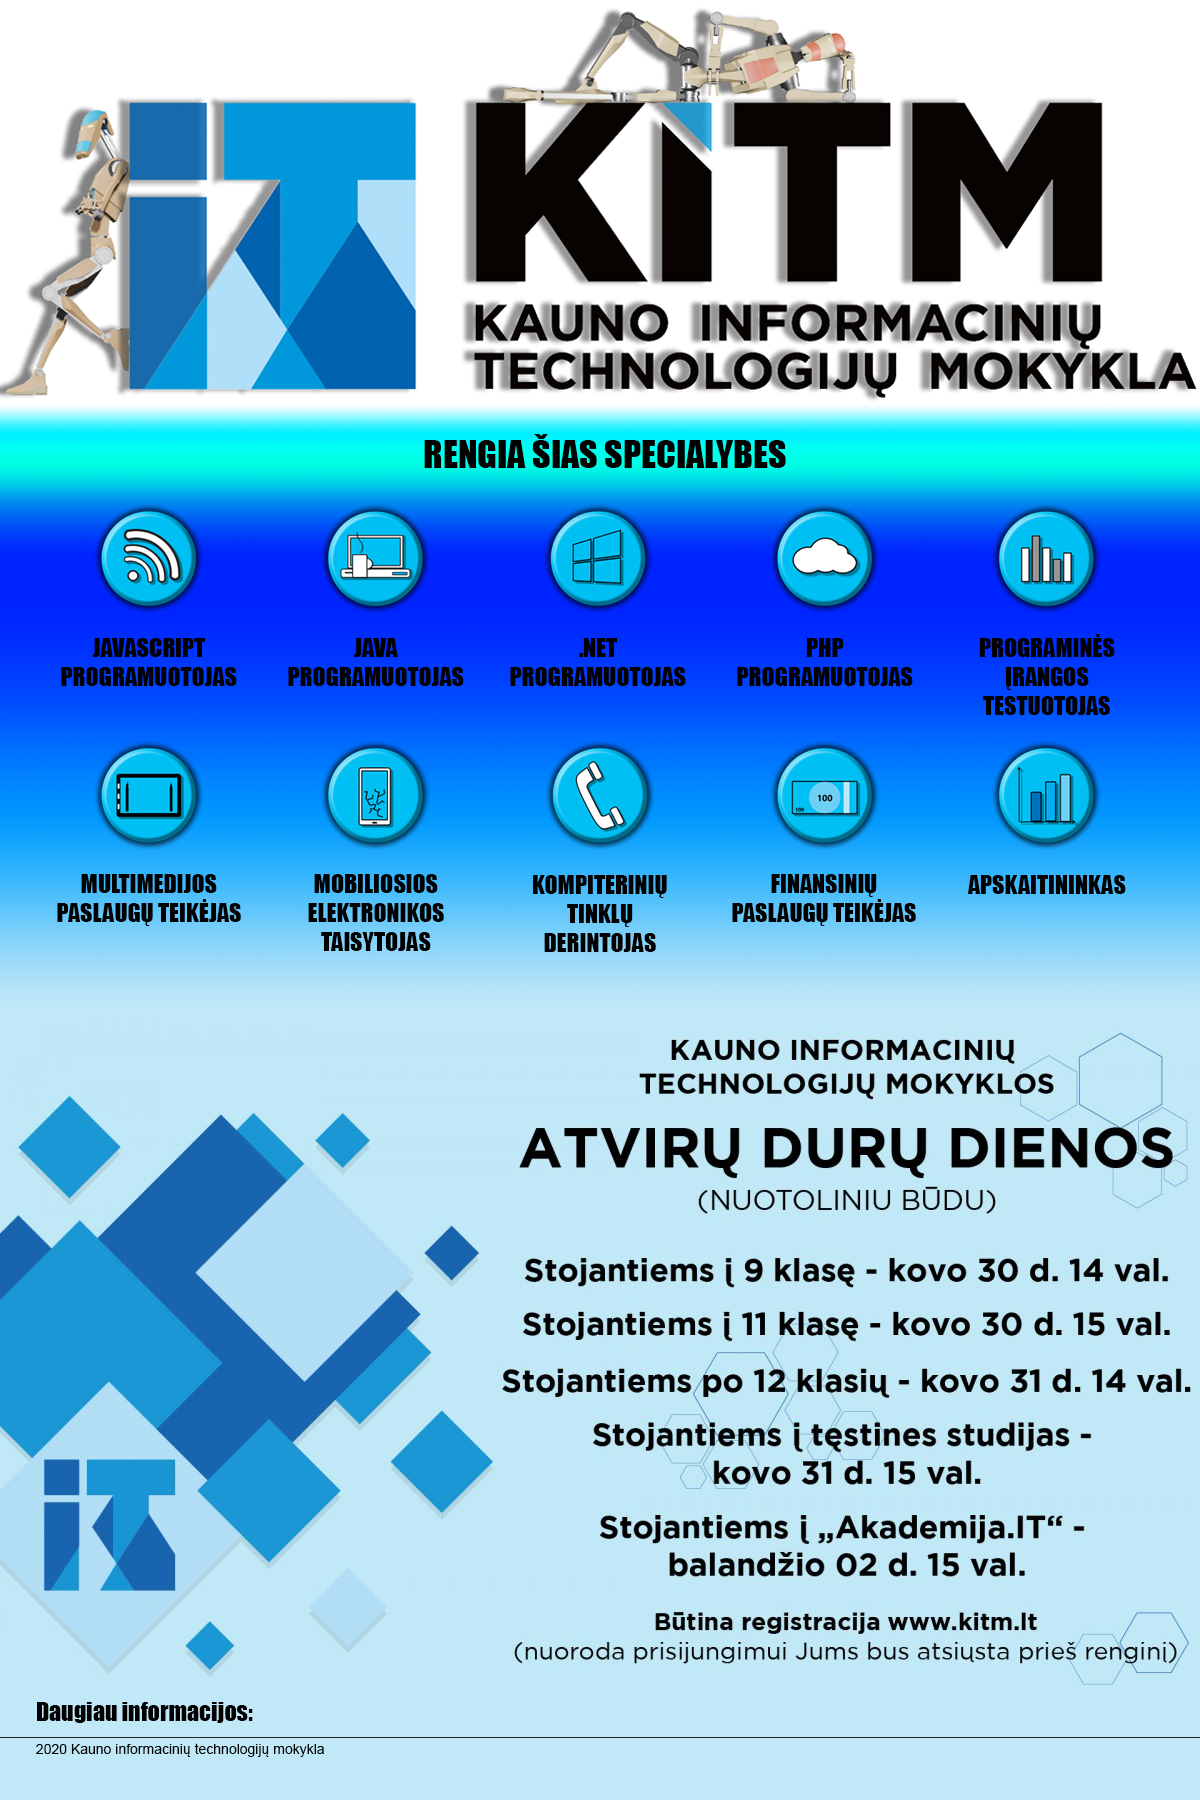 iT KiTM
KAUNO INFORMACINIŲ
TECHNOLOGIJŲ MOKYKLA
RENGIA ŠIAS SPECIALYBES
JAVASCRIPT
PROGRAMUOTOJAS
JAVA
PROGRAMUOTOJAS
.NET
PROGRAMUOTOJAS
PHP
PROGRAMUOTOJAS
PROGRAMINĖS
ĮRANGOS
TESTUOTOJAS
100
100
MULTIMEDIJOS
PASLAUGŲ TEIKĖJAS
MOBILIOSIOS
ELEKTRONIKOS
TAISYTOJAS
KOMPITERINIŲ
TINKLŲ
DERINTOJAS
FINANSINIŲ
PASLAUGŲ TEIKĖJAS
APSKAITININKAS
KAUNO INFORMACINIŲ
TECHNOLOGIJŲ MOKYKLOS
ATVIRŲ DURŲ DIENOS
(NUOTOLINIU BŪDU)
Stojantiems į 9 klasę - kovo 30 d. 14 val.
Stojantiems į 11 klasę - kovo 30 d. 15 val.
Stojantiems po 12 klasių - kovo 31 d. 14 val.
Stojantiems į tęstines studijas -
kovo 31 d. 15 val.
Stojantiems į „Akademija.IT“ -
balandžio 02 d. 15 val.
Būtina registracija www.kitm.lt
(nuoroda prisijungimui Jums bus atsiųsta prieš renginį)
iT
Daugiau informacijos:
2020 Kauno informacinių technologijų mokykla